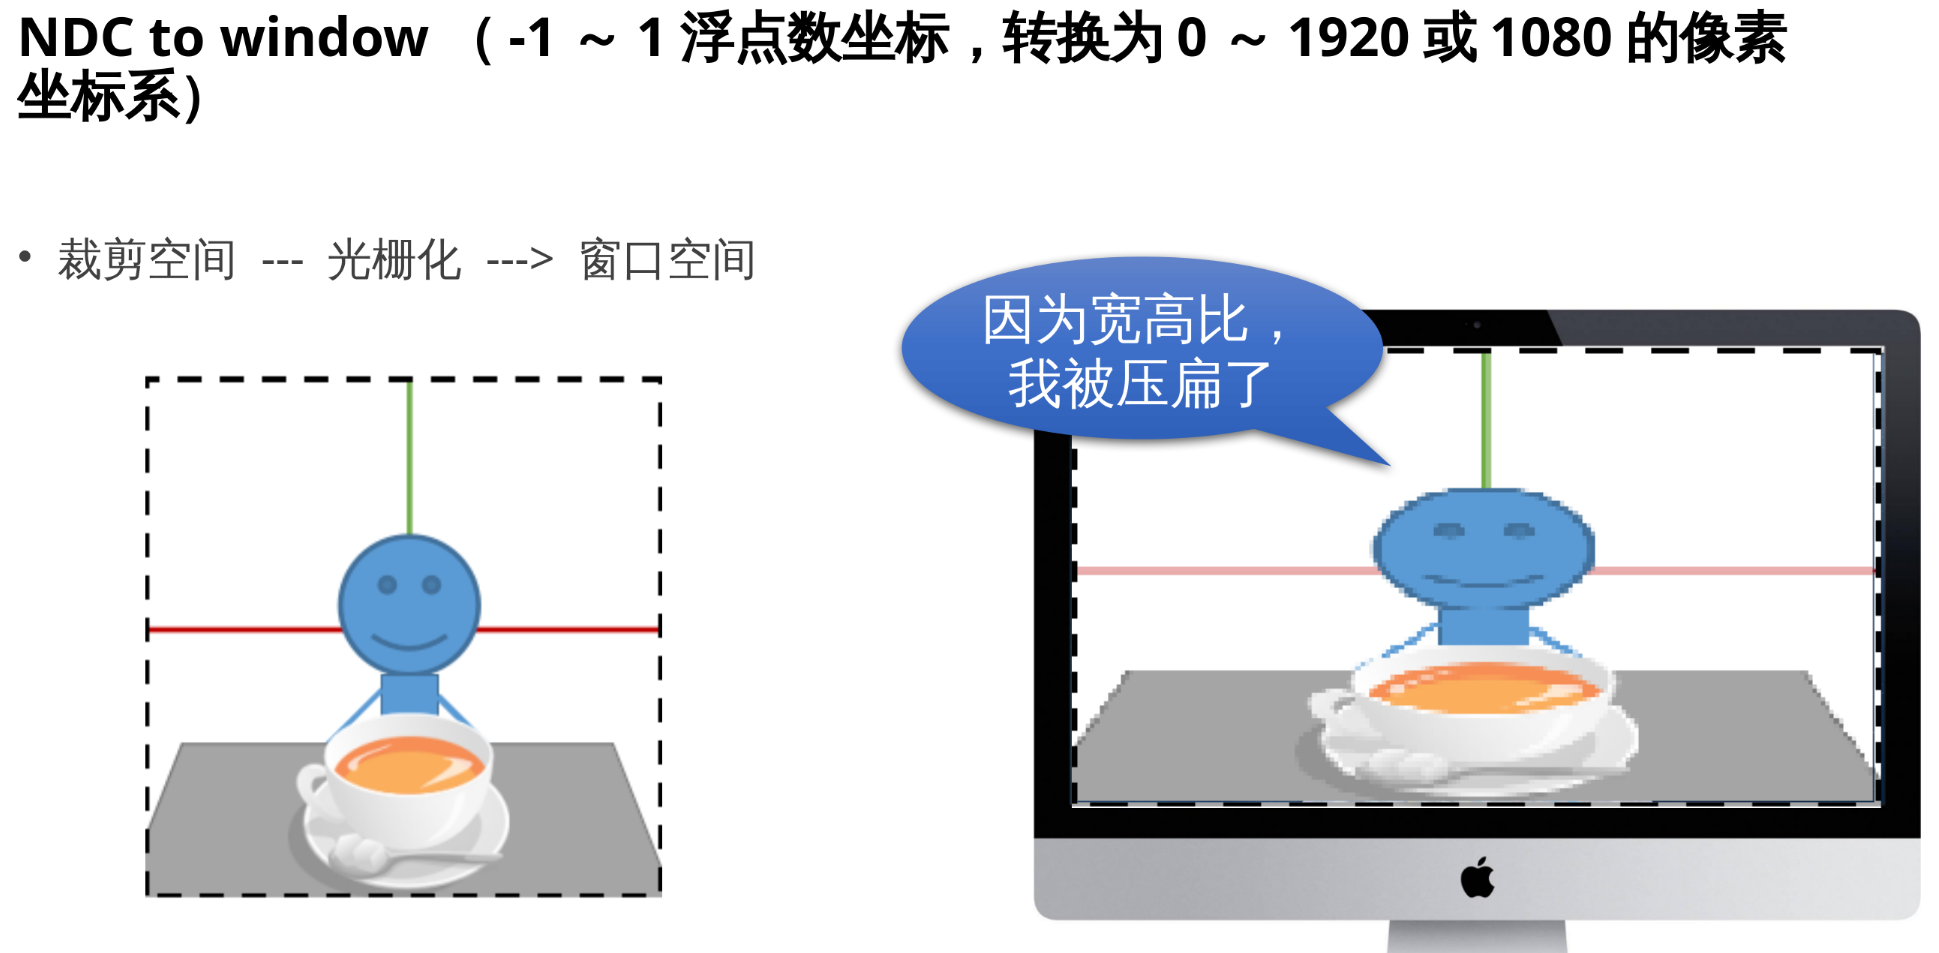 NDC to window （ -1 ～ 1 浮点数坐标，转换为 0 ～ 1920 或 1080 的像素
坐标系）
• 裁剪空间 --- 光栅化 ---> 窗口空间
因为宽高比，
我被压扁了